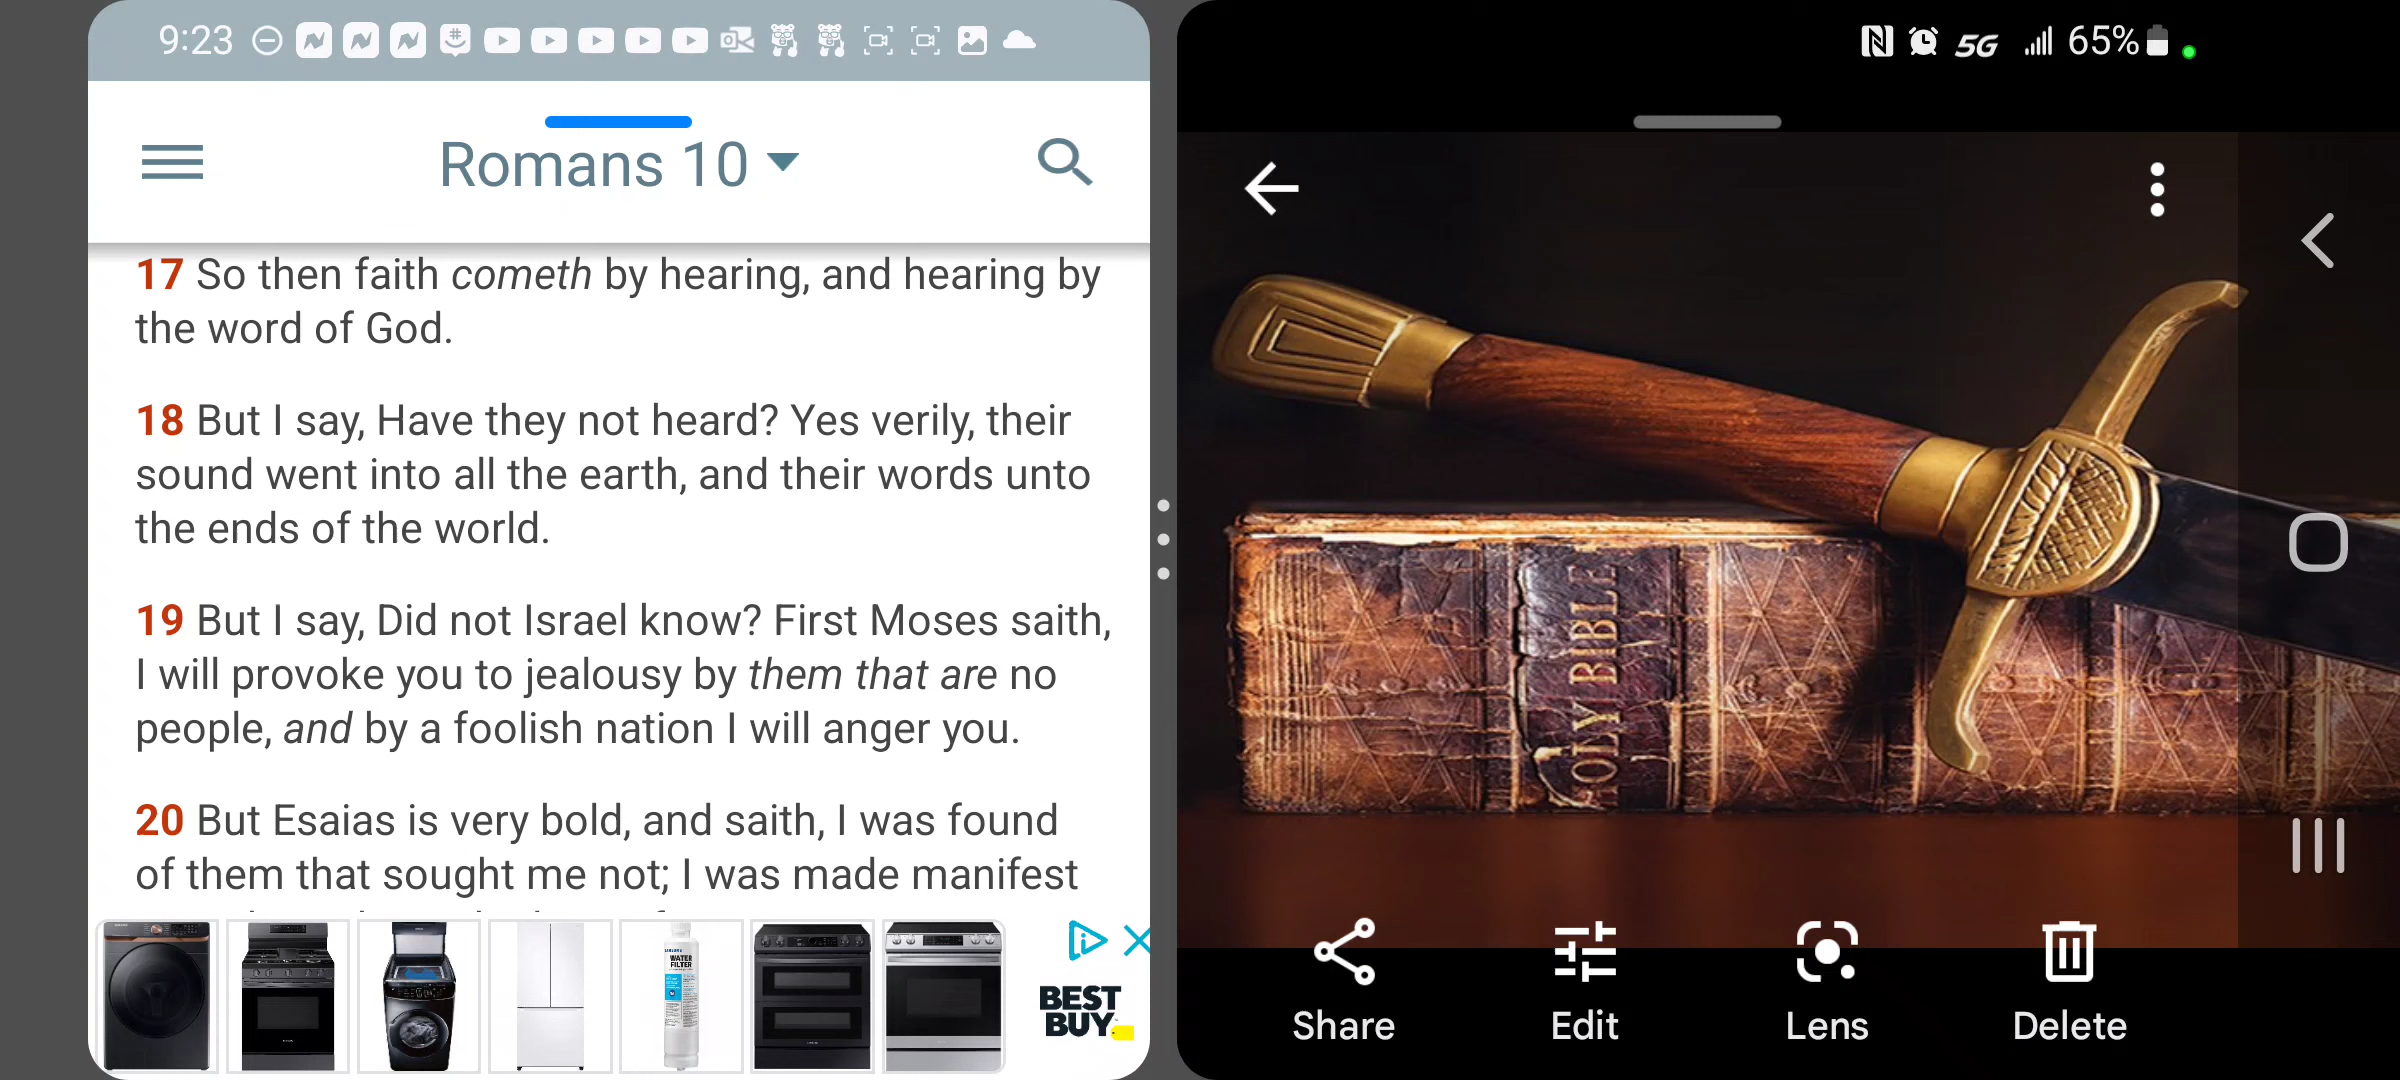 9:23
5G 65%
Romans 10
17 So then faith cometh by hearing, and hearing by
the word of God.
18 But I say, Have they not heard? Yes verily, their
sound went into all the earth, and their words unto
the ends of the world.
19 But I say, Did not Israel know? First Moses saith,
I will provoke you to jealousy by them that are no
people, and by a foolish nation I will anger you.
20 But Esaias is very bold, and saith, I was found
of them that sought me not; I was made manifest
WATER
FILTER
BEST
BUY
HOLY BIBLE
Share
Edit
Lens
Delete